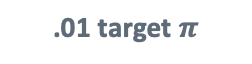 .01 target π